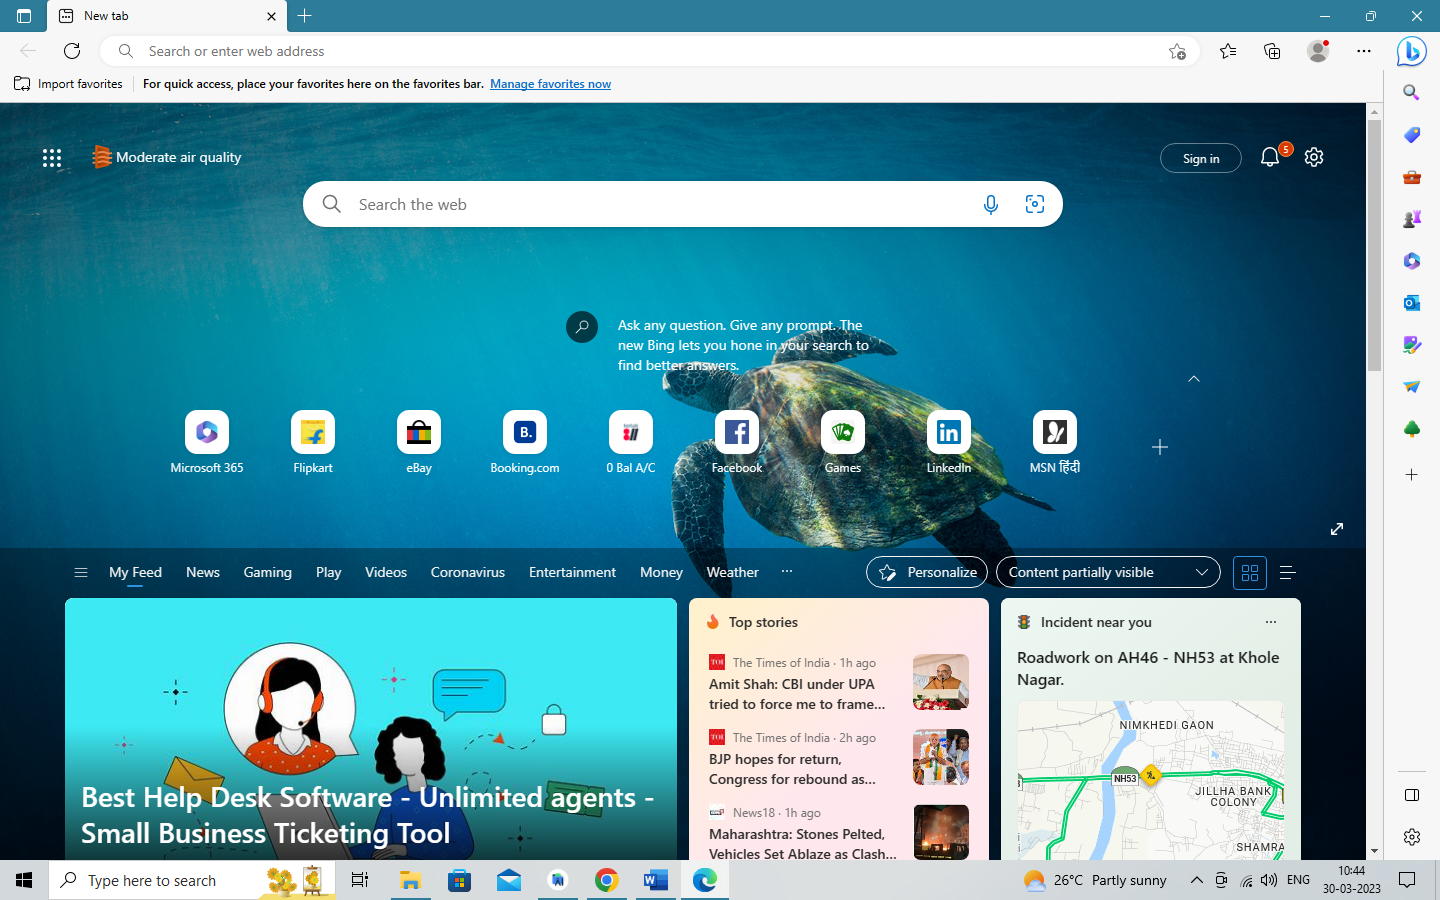 New tab
Search or enter web address
Import favorites
For quick access, place your favorites here on the favorites bar. Manage favorites now
Moderate air quality
Sign in
5
Search the web
Ask any question. Give any prompt. The
new Bing lets you hone in your search to
find better answers.
Microsoft 365
Flipkart
eBay
B.
Booking.com
0 Bal A/C
Facebook
Games
LinkedIn
MSN हिंदी
My Feed
News
Gaming
Play
Videos
Coronavirus
Entertainment
Money
Weather
Personalize
Content partially visible
Best Help Desk Software - Unlimited agents -
Small Business Ticketing Tool
Top stories
TOI
The Times of India · 1h ago
Amit Shah: CBI under UPA
tried to force me to frame...
TOI
The Times of India · 2h ago
BJP hopes for return,
Congress for rebound as...
News18 · 1h ago
Maharashtra: Stones Pelted,
Vehicles Set Ablaze as Clash...
Incident near you
Roadwork on AH46 - NH53 at Khole
Nagar.
NIMKHEDI GAON
NH53
JILLHA BANK
COLONY
SHAMRA
Type here to search
26°C Partly sunny
ENG
10:44
30-03-2023